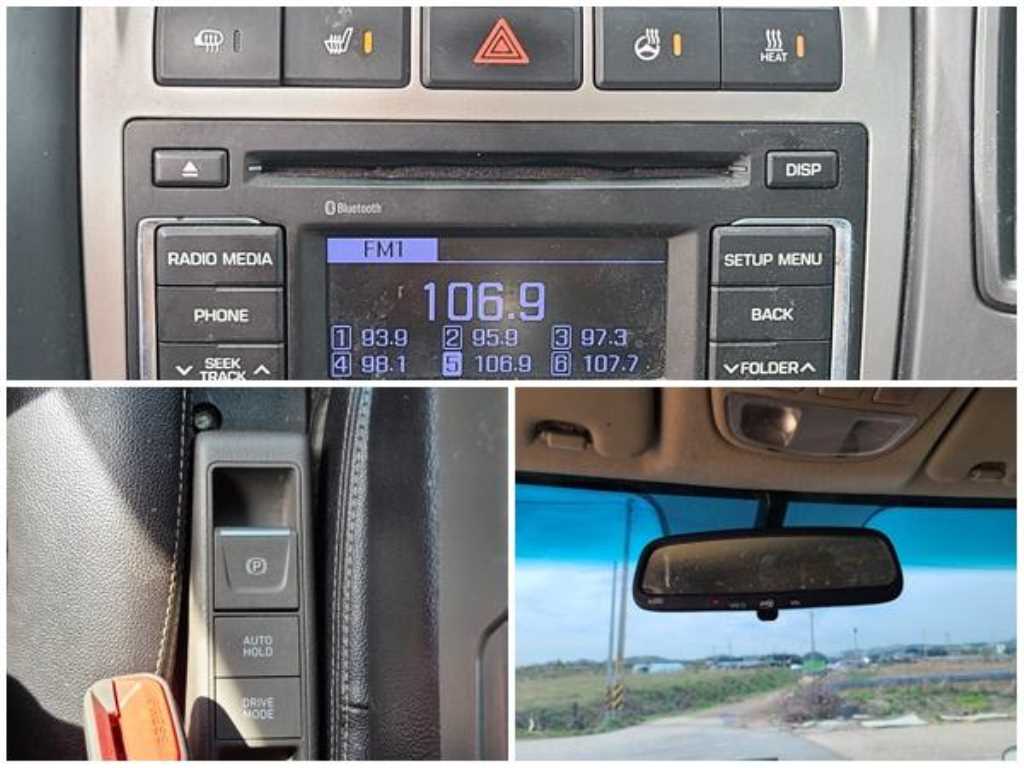 HEAT
DISP
Bluetooth
RADIO MEDIA
FM1
SETUP MENU
106.9
PHONE
BACK
1 93.9 2 95.9 3 97.3
SEEK
TRACK
4 98.1 5 106.9 6 107.7
FOLDER
P
AUTO
HOLD
DRIVE
MODE
PRESS